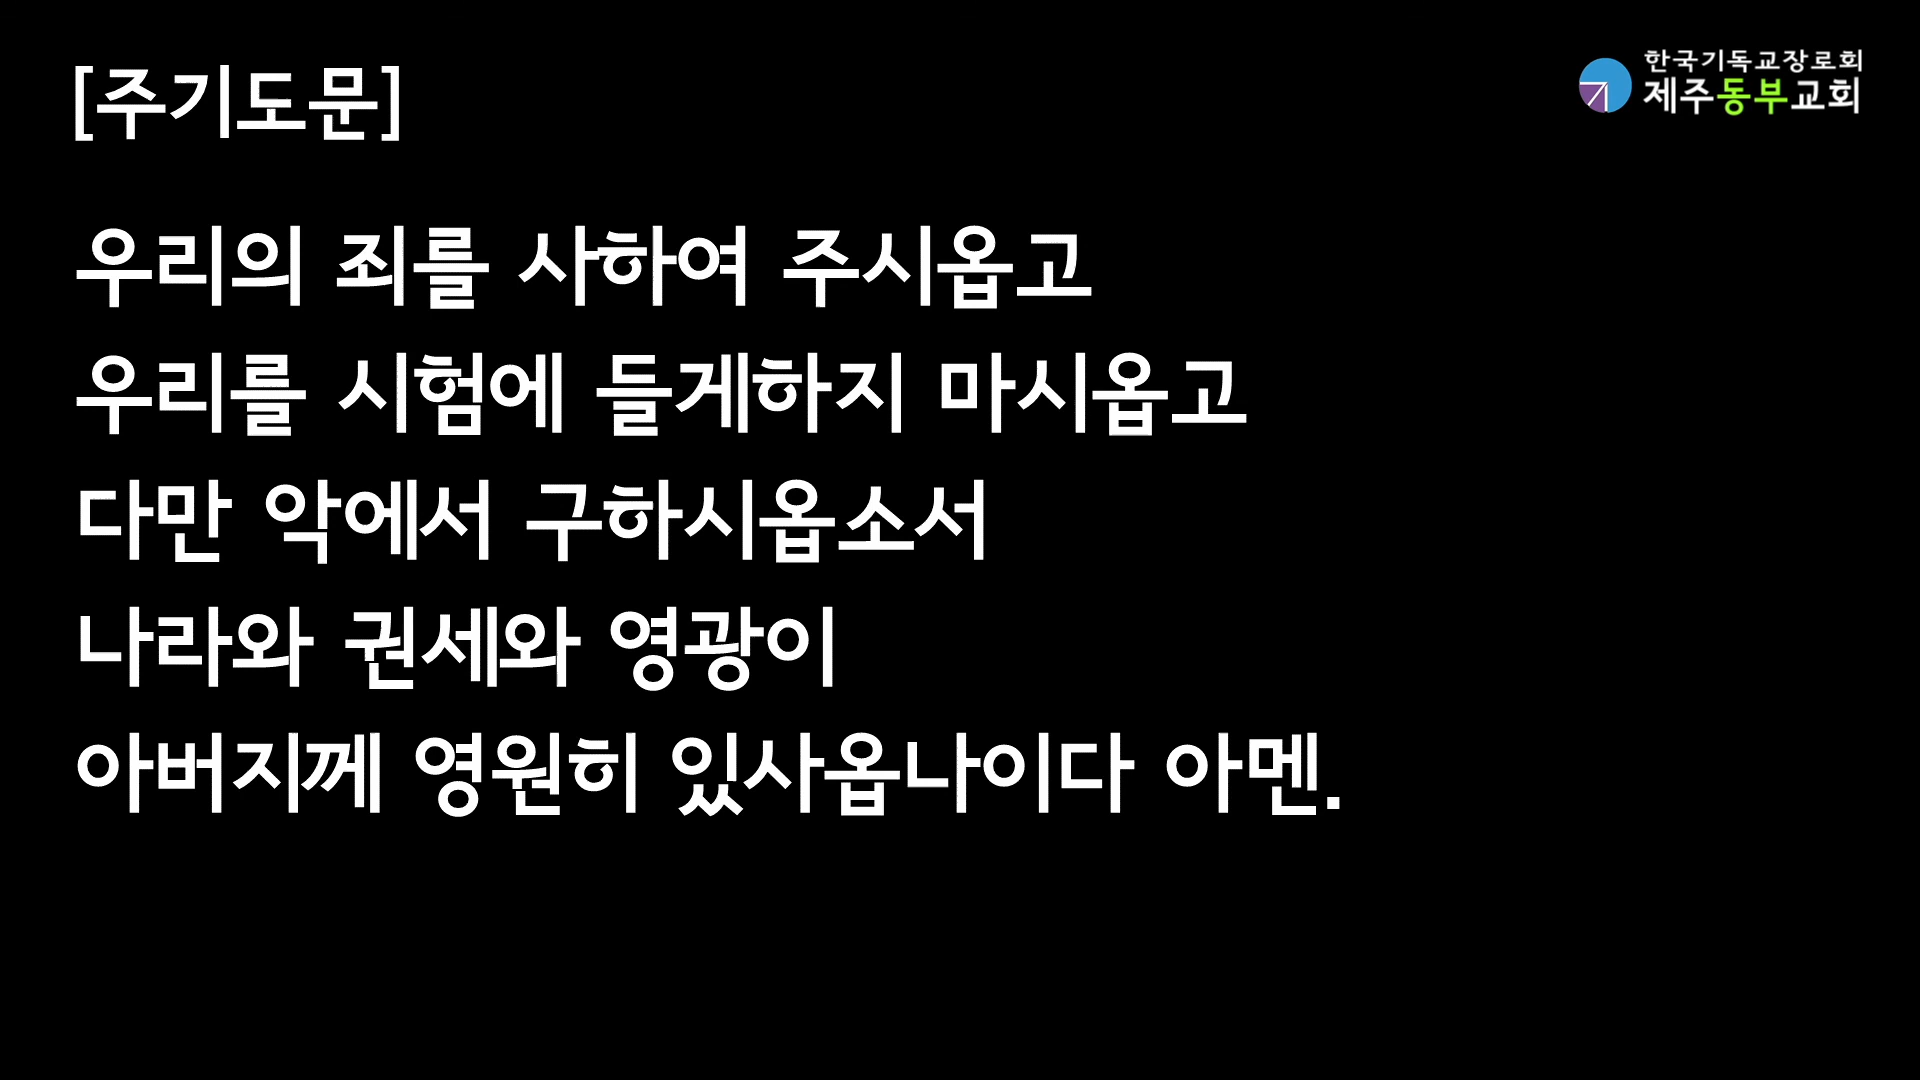 [주기도문]
한국기독교장로회
제주동부교회
우리의 죄를 사하여 주시옵고
우리를 시험에 들게하지 마시옵고
다만 악에서 구하시옵소서
나라와 권세와 영광이
아버지께 영원히 있사옵나이다 아멘.